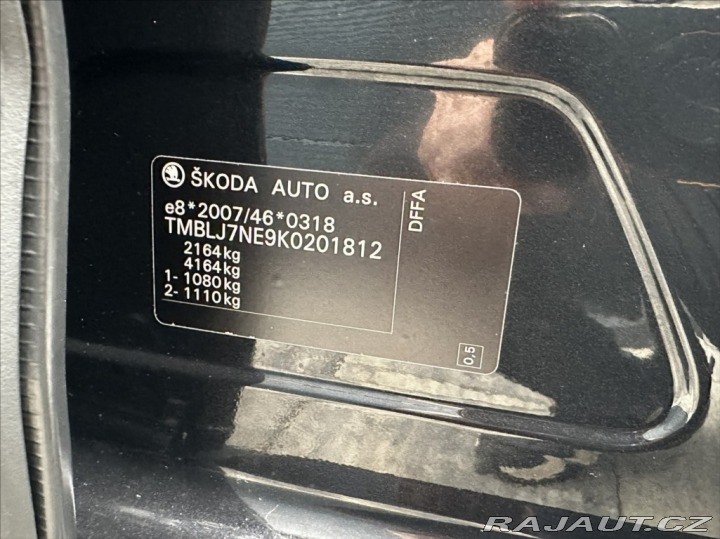 ŠKODA AUTO a.s.
e8*2007/46*0318
TMBLJ7NE9K0201812
2164kg
4164kg
1- 1080kg
2- 1110kg
DFFA
0,5
RAJAUT.CZ